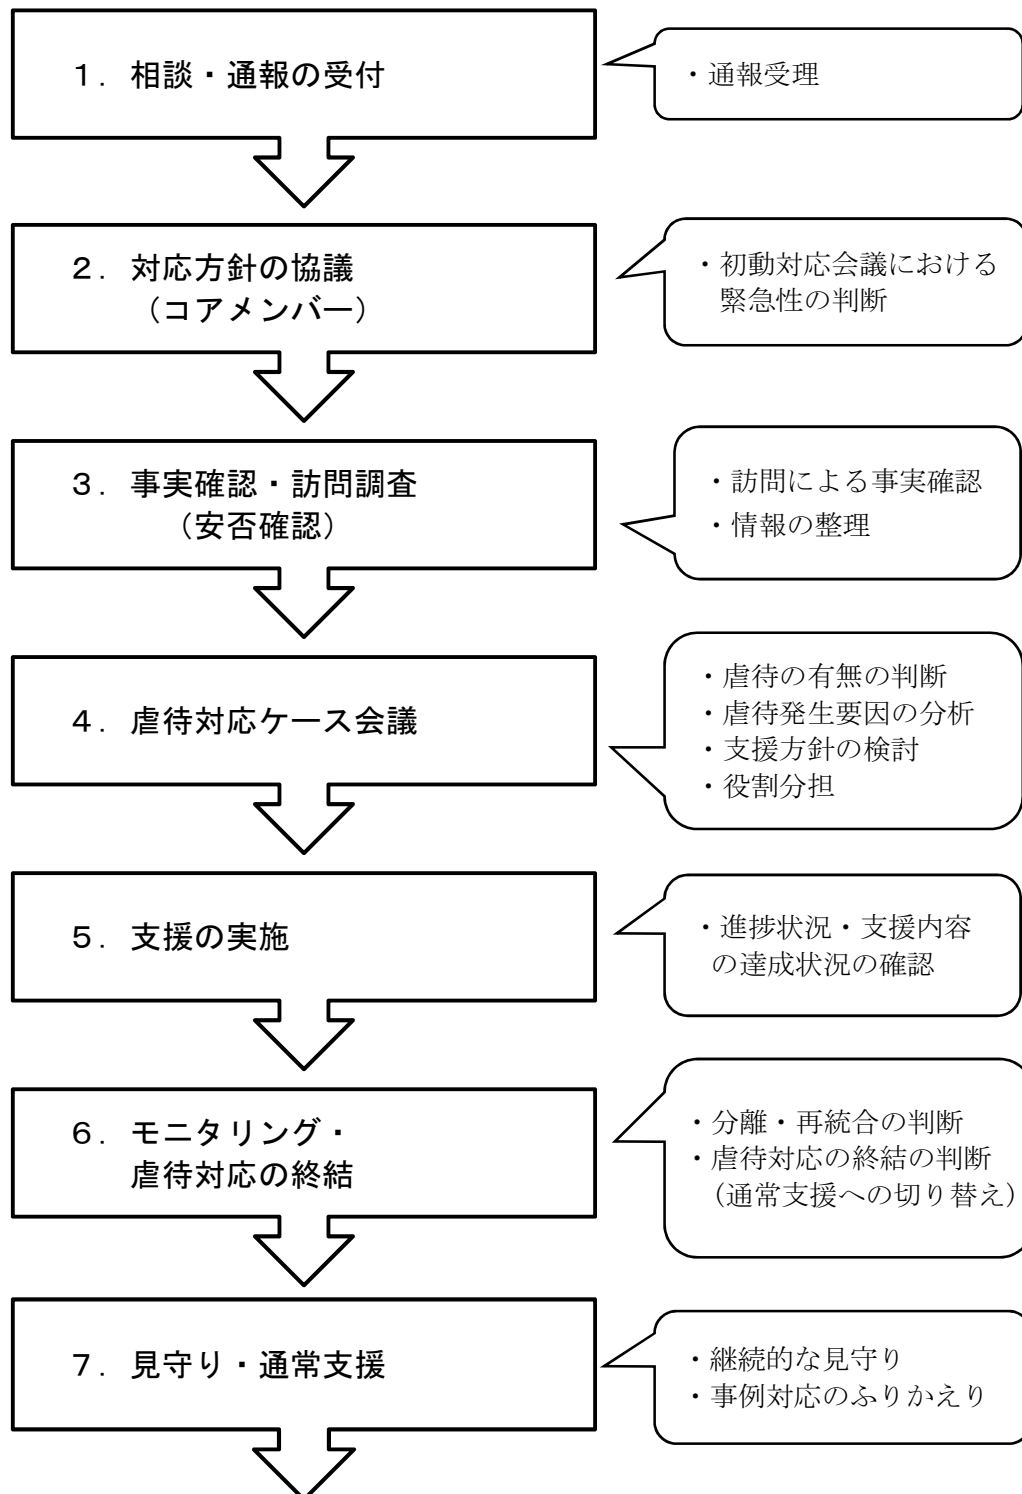 １．相談・通報の受付
・通報受理
２．対応方針の協議
（コアメンバー）
・初動対応会議における
緊急性の判断
３．事実確認・訪問調査
（安否確認）
・訪問による事実確認
・情報の整理
４．虐待対応ケース会議
・虐待の有無の判断
・虐待発生要因の分析
・支援方針の検討
・役割分担
５．支援の実施
・進捗状況・支援内容
の達成状況の確認
６．モニタリング・
虐待対応の終結
・分離・再統合の判断
・虐待対応の終結の判断
（通常支援への切り替え）
７．見守り・通常支援
・継続的な見守り
・事例対応のふりかえり